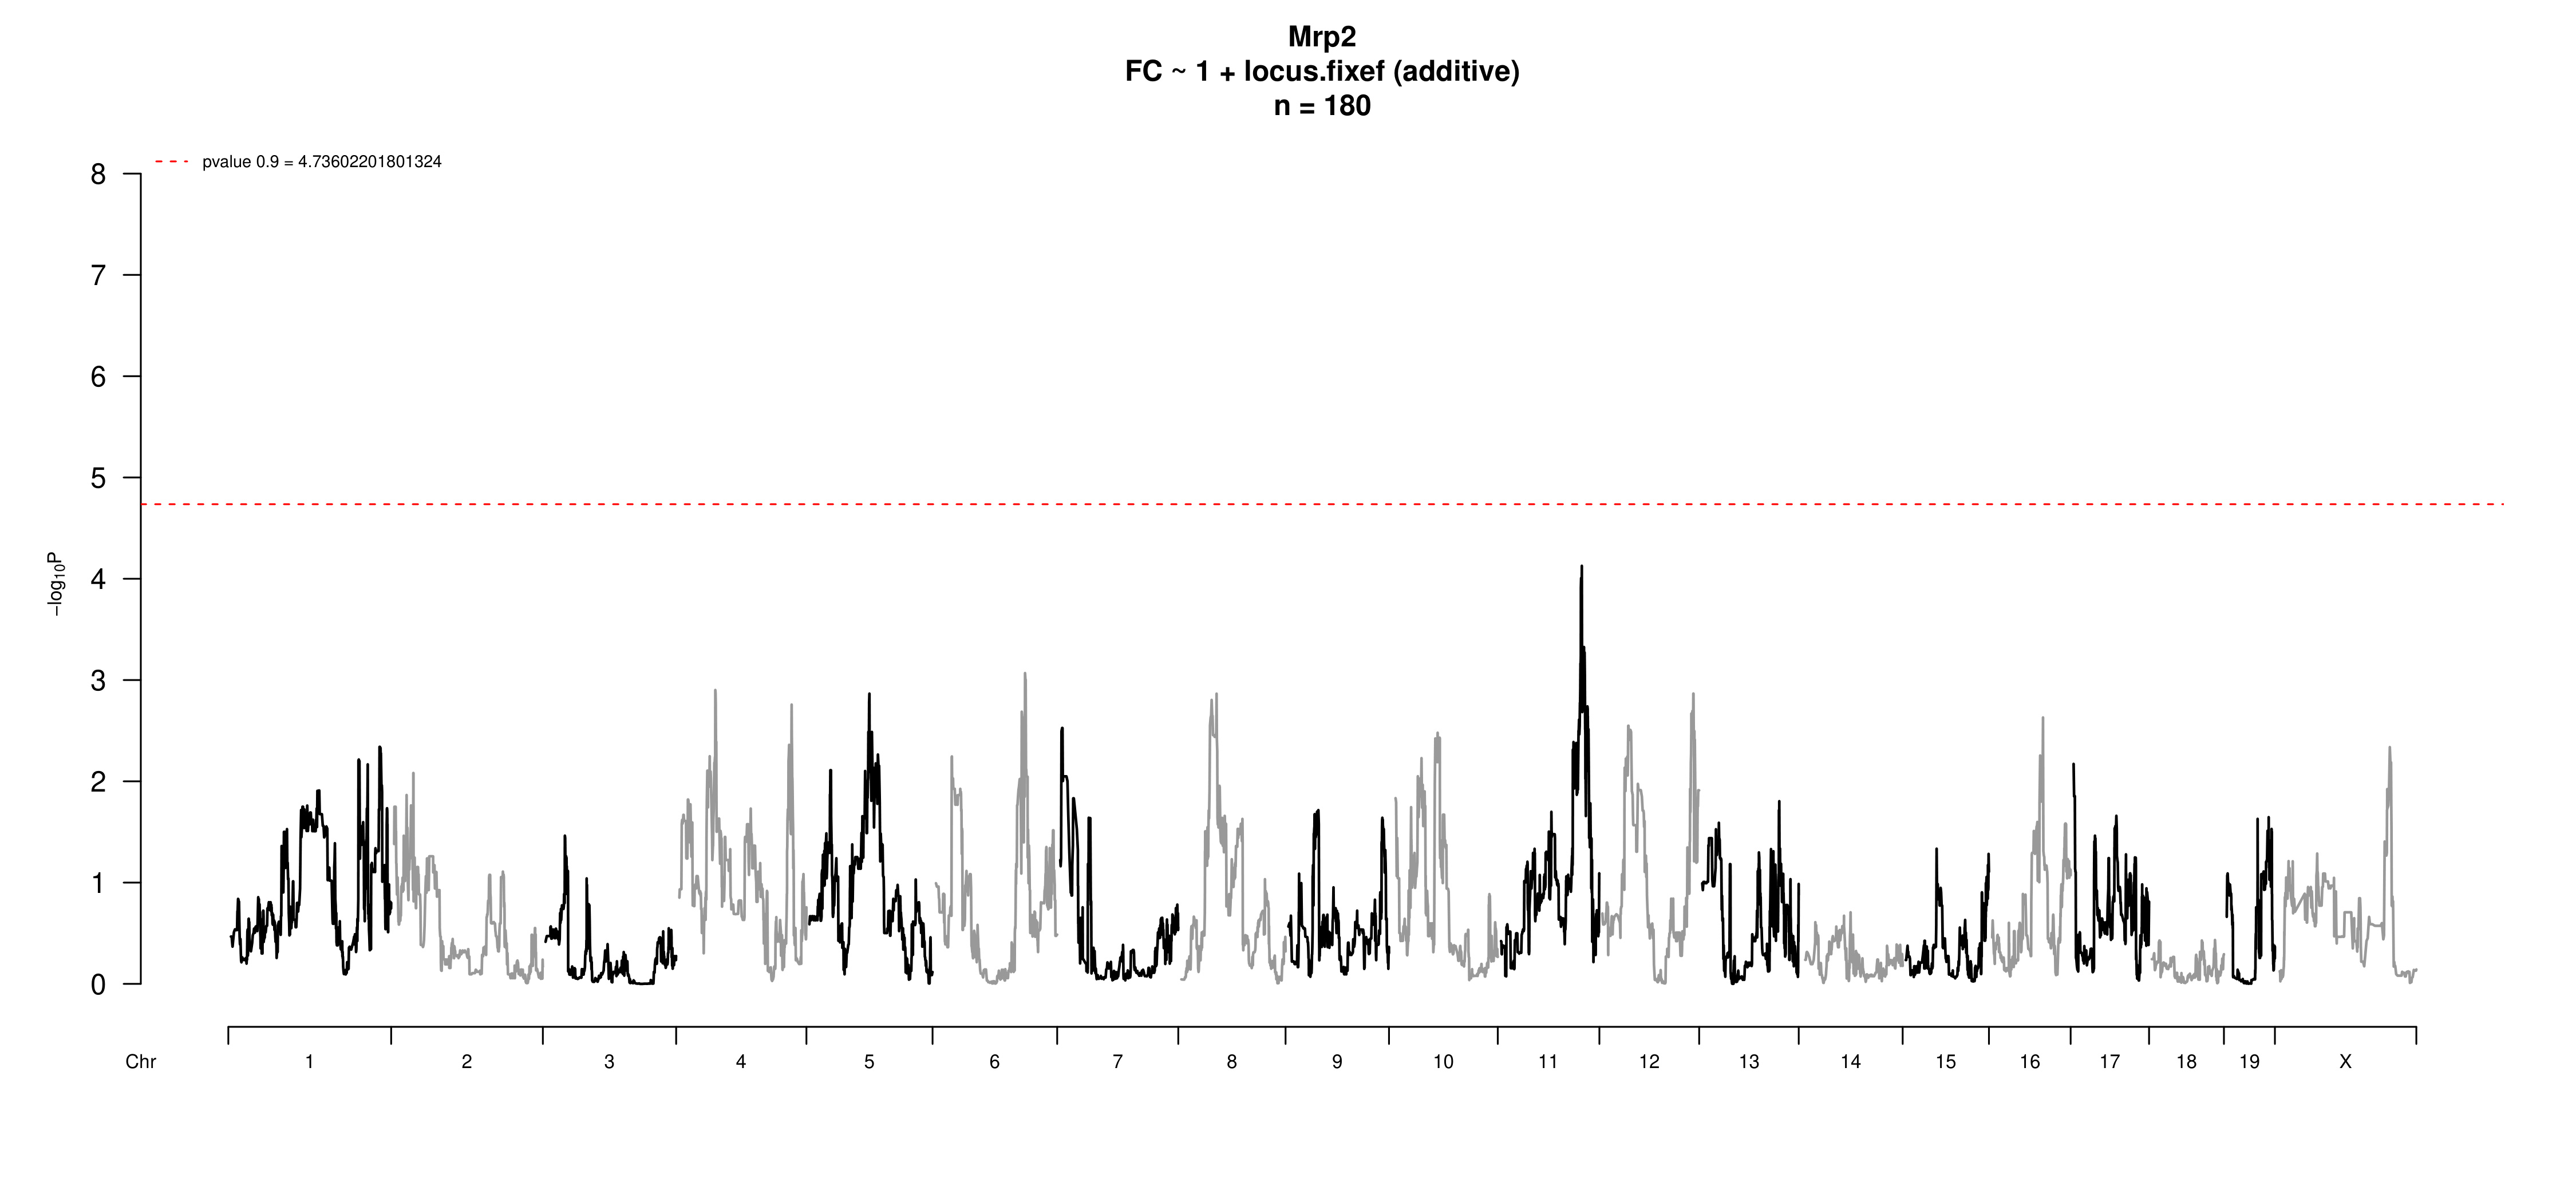 Mrp2
FC ~ 1 + locus.fixef (additive)
n = 180
pvalue 0.9 = 4.73602201801324
8
7
6
5
4
3
2
1
0
−log10P
Chr 1 2 3 4 5 6 7 8 9 10 11 12 13 14 15 16 17 18 19 X